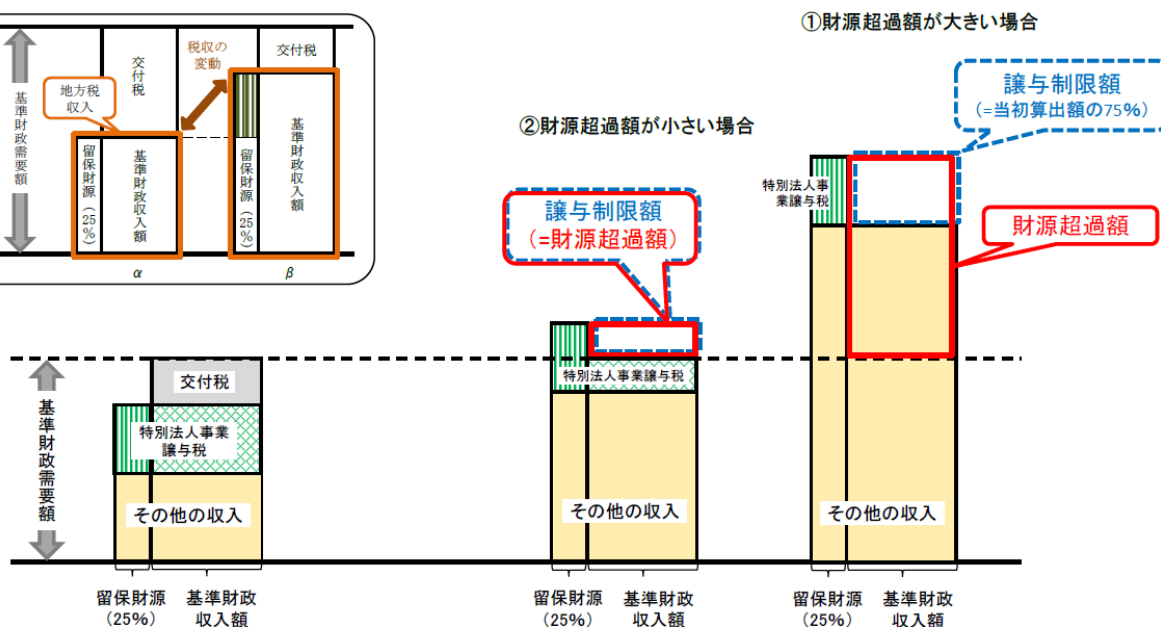 ①財源超過額が大きい場合
交付税
税収の
変動
交付税
地方税
収入
基準財政需要額
留保財源(25%)
基準財政収入額
留保財源(25%)
基準財政収入額
α
β
②財源超過額が小さい場合
譲与制限額
(=当初算出額の75%)
特別法人事
業譲与税
譲与制限額
(=財源超過額)
財源超過額
交付税
特別法人事業譲与税
基準財政需要額
特別法人事業
譲与税
その他の収入
その他の収入
その他の収入
留保財源
(25%)
基準財政
収入額
留保財源
(25%)
基準財政
収入額
留保財源
(25%)
基準財政
収入額